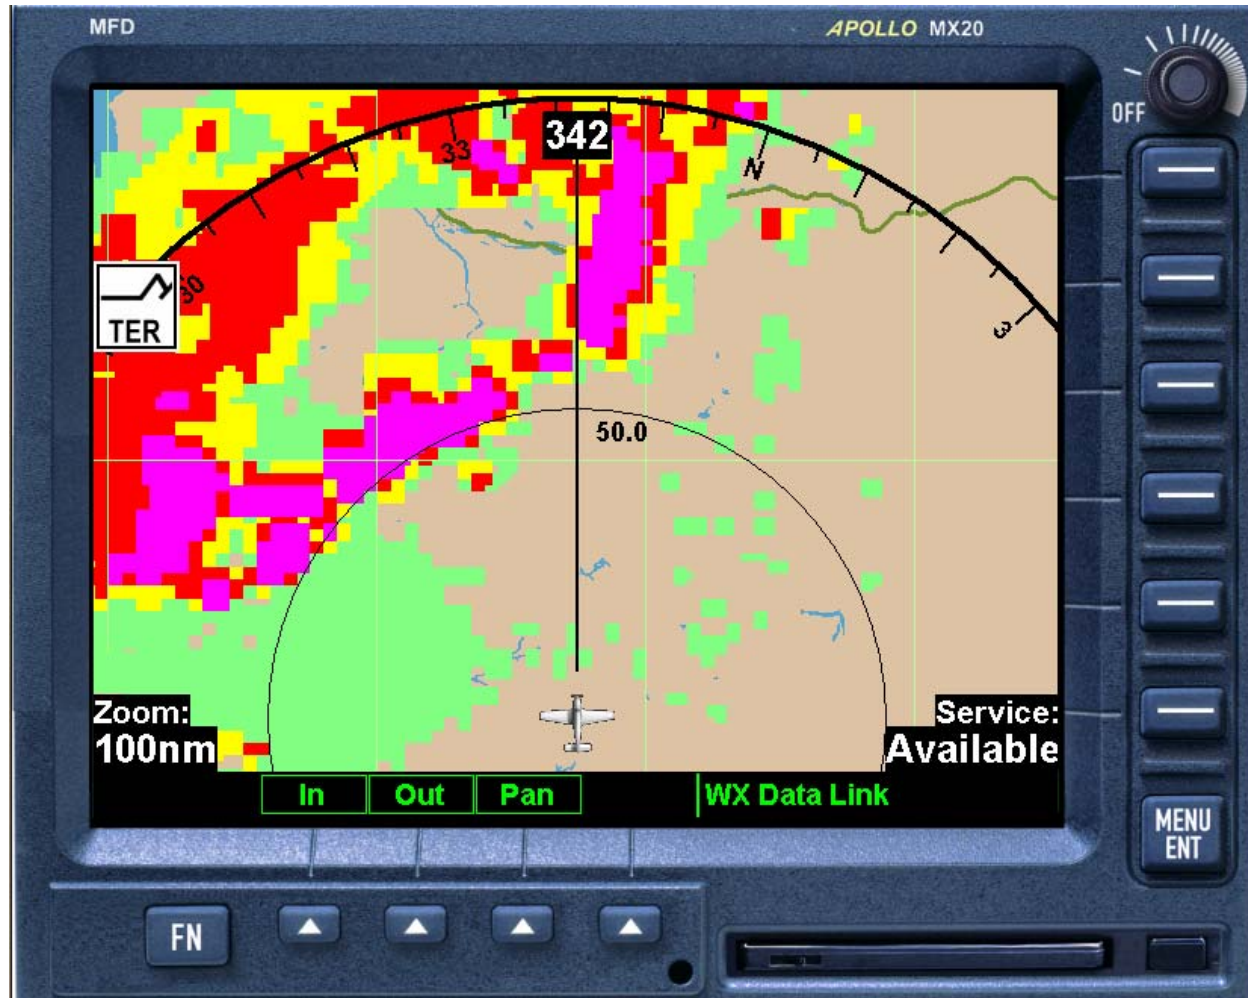 MFD
APOLLO MX20
OFF
342
33
N
30
3
TER
50.0
Zoom:
100nm
Service:
Available
In
Out
Pan
WX Data Link
MENU
ENT
FN